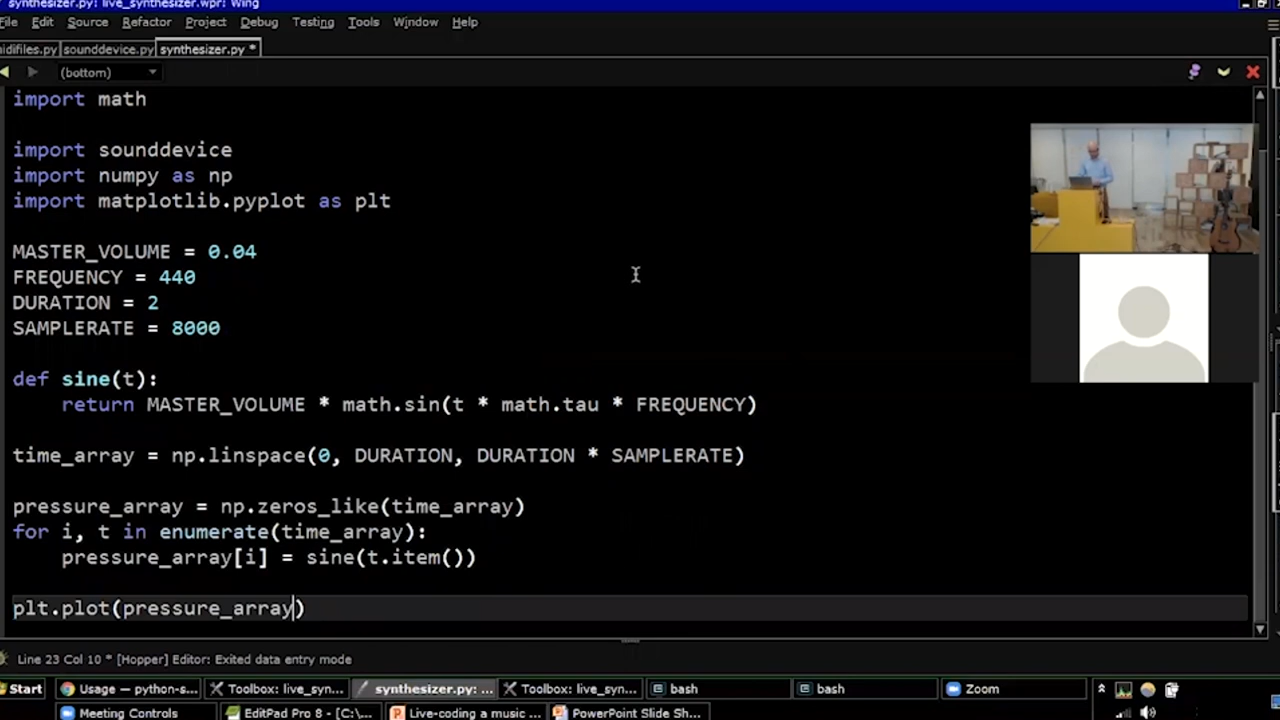 synthesizer.py: live_synthesizer.wpr: Wing
File Edit Source Refactor Project Debug Testing Tools Window Help
idifiles.py sounddevice.py synthesizer.py *
(bottom)
import math
import sounddevice
import numpy as np
import matplotlib.pyplot as plt
MASTER_VOLUME = 0.04
FREQUENCY = 440
DURATION = 2
SAMPLERATE = 8000
def sine(t):
return MASTER_VOLUME * math.sin(t * math.tau * FREQUENCY)
time_array = np.linspace(0, DURATION, DURATION * SAMPLERATE)
pressure_array = np.zeros_like(time_array)
for i, t in enumerate(time_array):
pressure_array[i] = sine(t.item())
plt.plot(pressure_array)
Line 23 Col 10 * [Hopper] Editor: Exited data entry mode
Start Usage — python-s... Toolbox: live_syn... synthesizer.py: ... Toolbox: live_syn... bash bash Zoom
Meeting Controls EditPad Pro 8 - [C:\... Live-coding a music ... PowerPoint Slide Sh...